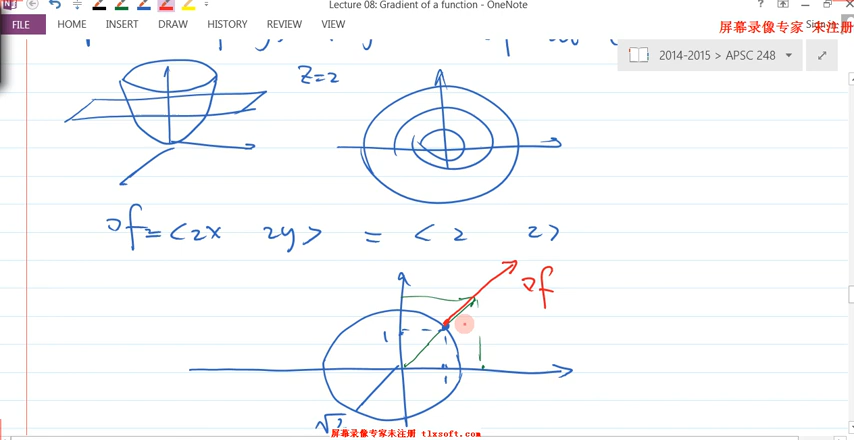 Lecture 08: Gradient of a function - OneNote
FILE HOME INSERT DRAW HISTORY REVIEW VIEW
屏幕录像专家 未注册
2014-2015 > APSC 248
Z=2
∇f = <2x 2y> = <2 2>
∇f
1
1
√2
屏幕录像专家未注册 tlxsoft.com